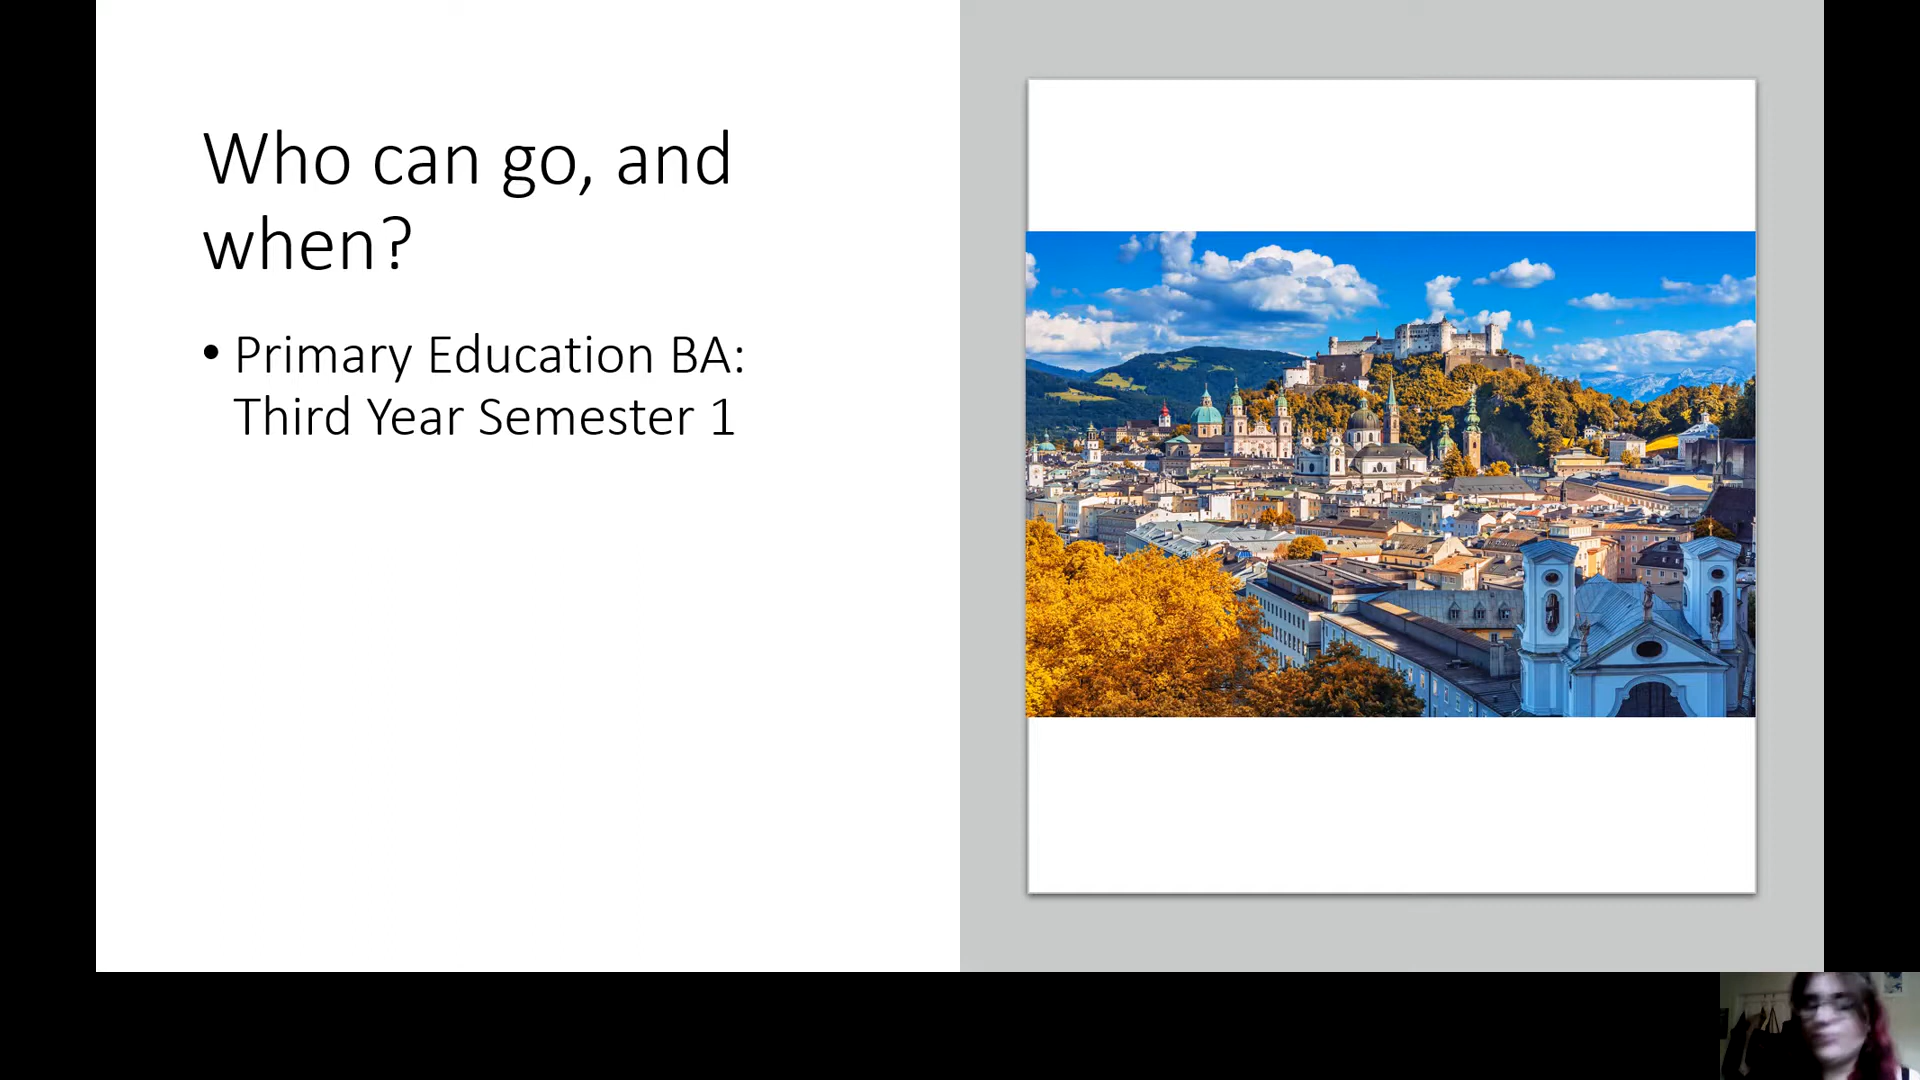 Who can go, and
when?
• Primary Education BA:
Third Year Semester 1